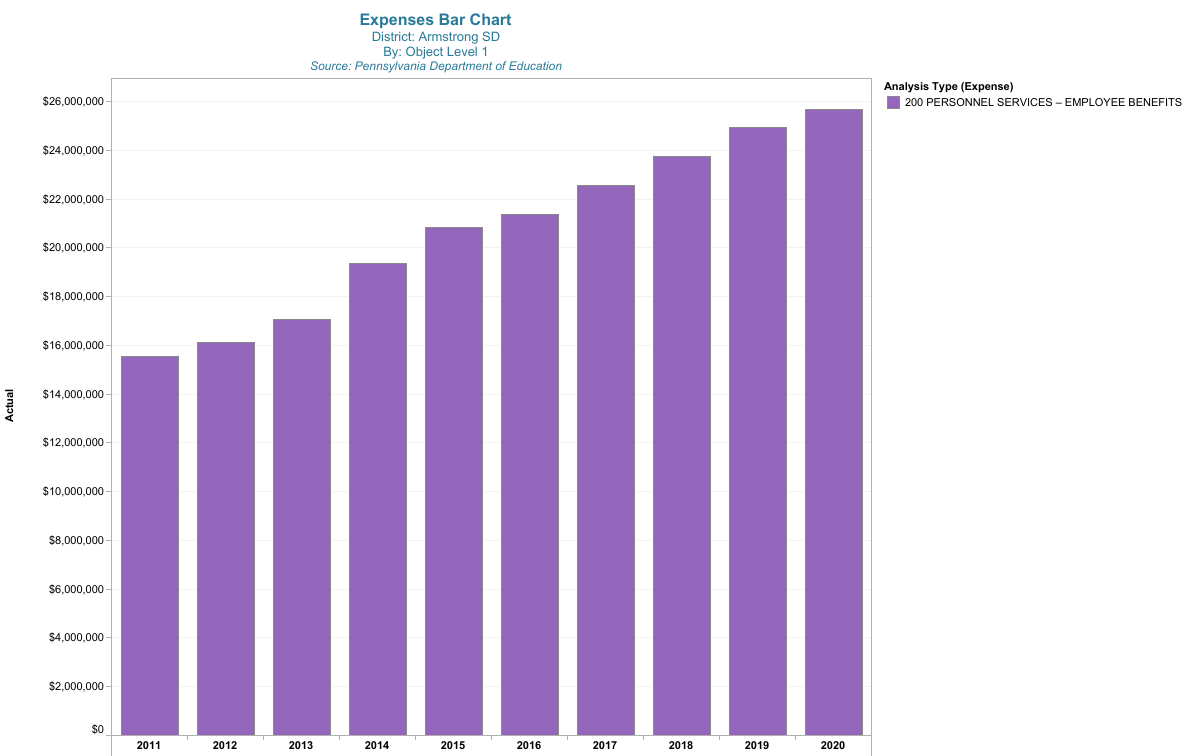 Expenses Bar Chart
District: Armstrong SD
By: Object Level 1
Source: Pennsylvania Department of Education
Analysis Type (Expense)
200 PERSONNEL SERVICES – EMPLOYEE BENEFITS
Actual
$26,000,000
$24,000,000
$22,000,000
$20,000,000
$18,000,000
$16,000,000
$14,000,000
$12,000,000
$10,000,000
$8,000,000
$6,000,000
$4,000,000
$2,000,000
$0
2011 2012 2013 2014 2015 2016 2017 2018 2019 2020